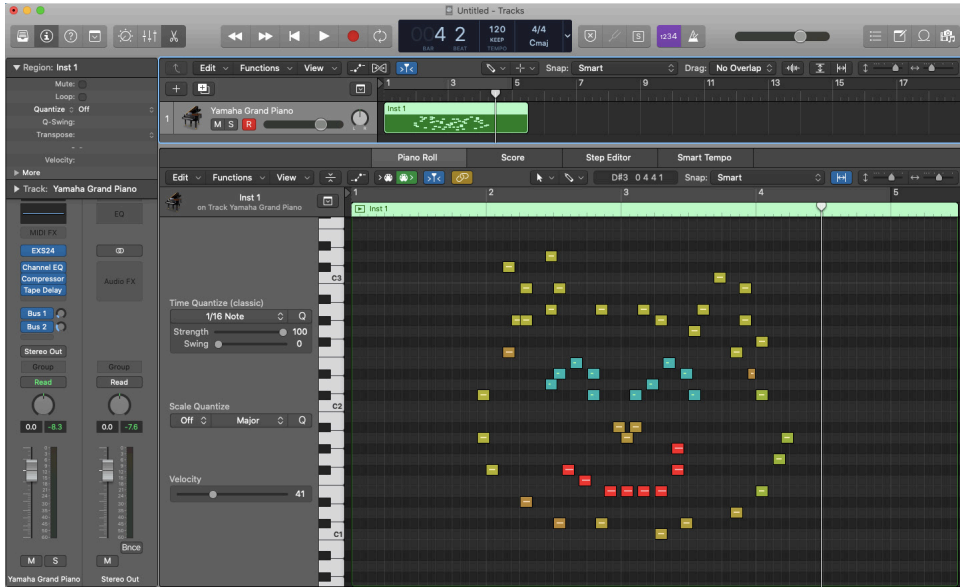 Untitled - Tracks
00 4 2
BAR BEAT
120
KEEP
TEMPO
4/4
Cmaj
1234
Region: Inst 1
Mute:
Loop:
Quantize Off
Q-Swing:
Transpose:
- -
Velocity:
More
Track: Yamaha Grand Piano
Edit Functions View Snap: Smart Drag: No Overlap
1 3 5 7 9 11 13 15 17
1 Yamaha Grand Piano
M S R
L R
Inst 1
Piano Roll Score Step Editor Smart Tempo
Edit Functions View D#3 0 4 4 1 Snap: Smart
Inst 1
on Track Yamaha Grand Piano
1 2 3 4 5
Inst 1
C3
C2
C1
Time Quantize (classic)
1/16 Note Q
Strength 100
Swing 0
Scale Quantize
Off Major Q
Velocity
41
EQ
MIDI FX
EXS24
Channel EQ
Compressor
Tape Delay
Audio FX
Bus 1
Bus 2
Stereo Out
Group Group
Read Read
0.0 -8.3 0.0 -7.6
Bnce
M S M
Yamaha Grand Piano Stereo Out